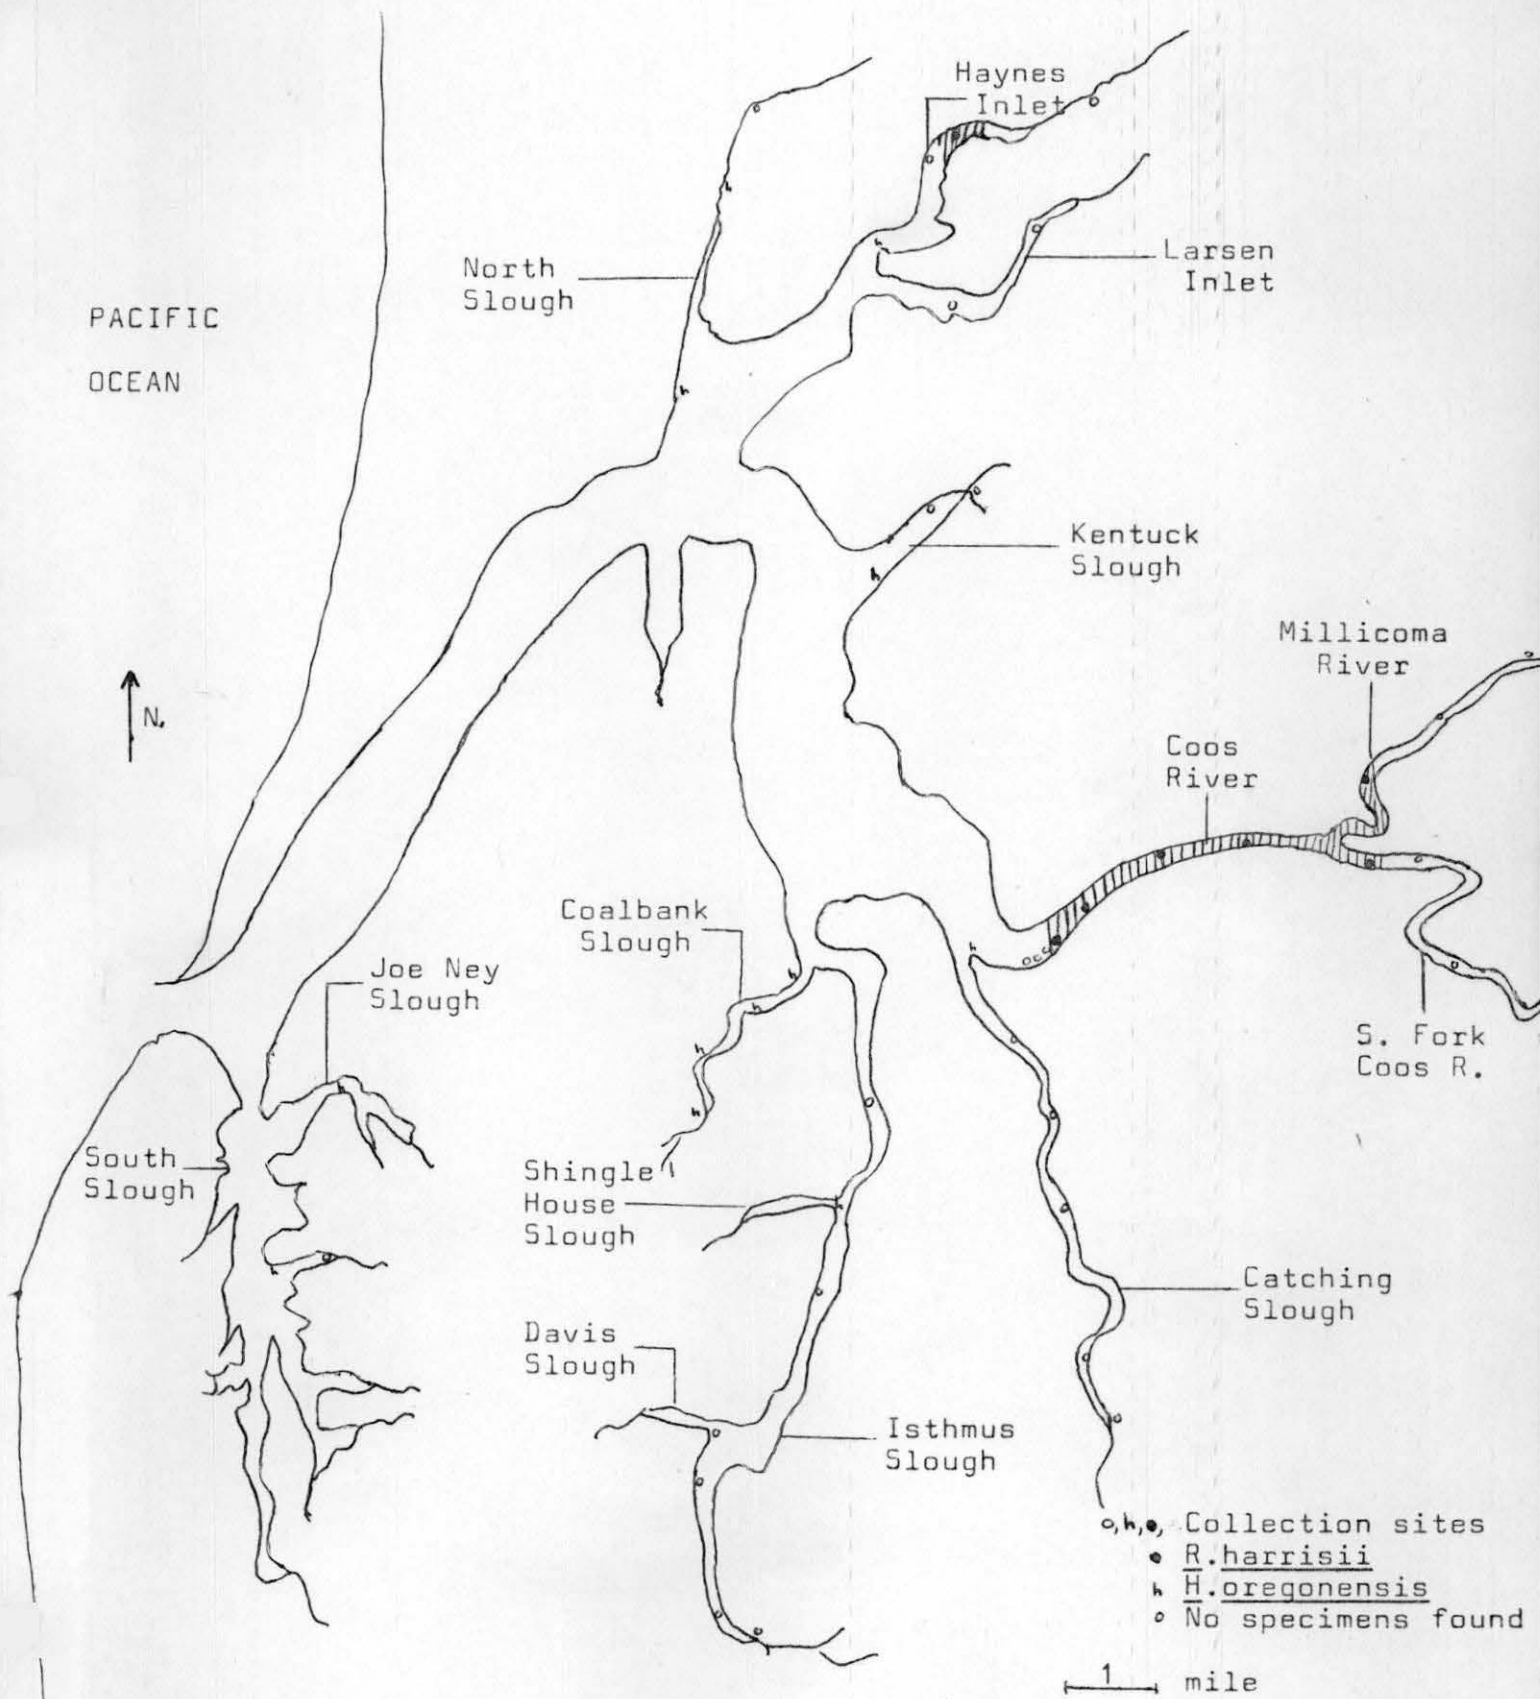 Haynes
Inlet
North
Slough
Larsen
Inlet
PACIFIC
OCEAN
Kentuck
Slough
Millicoma
River
N.
Coos
River
Coalbank
Slough
Joe Ney
Slough
S. Fork
Coos R.
South
Slough
Shingle
House
Slough
Catching
Slough
Davis
Slough
Isthmus
Slough
o,h,●, Collection sites
● R.harrisii
h H.oregonensis
o No specimens found
1 mile